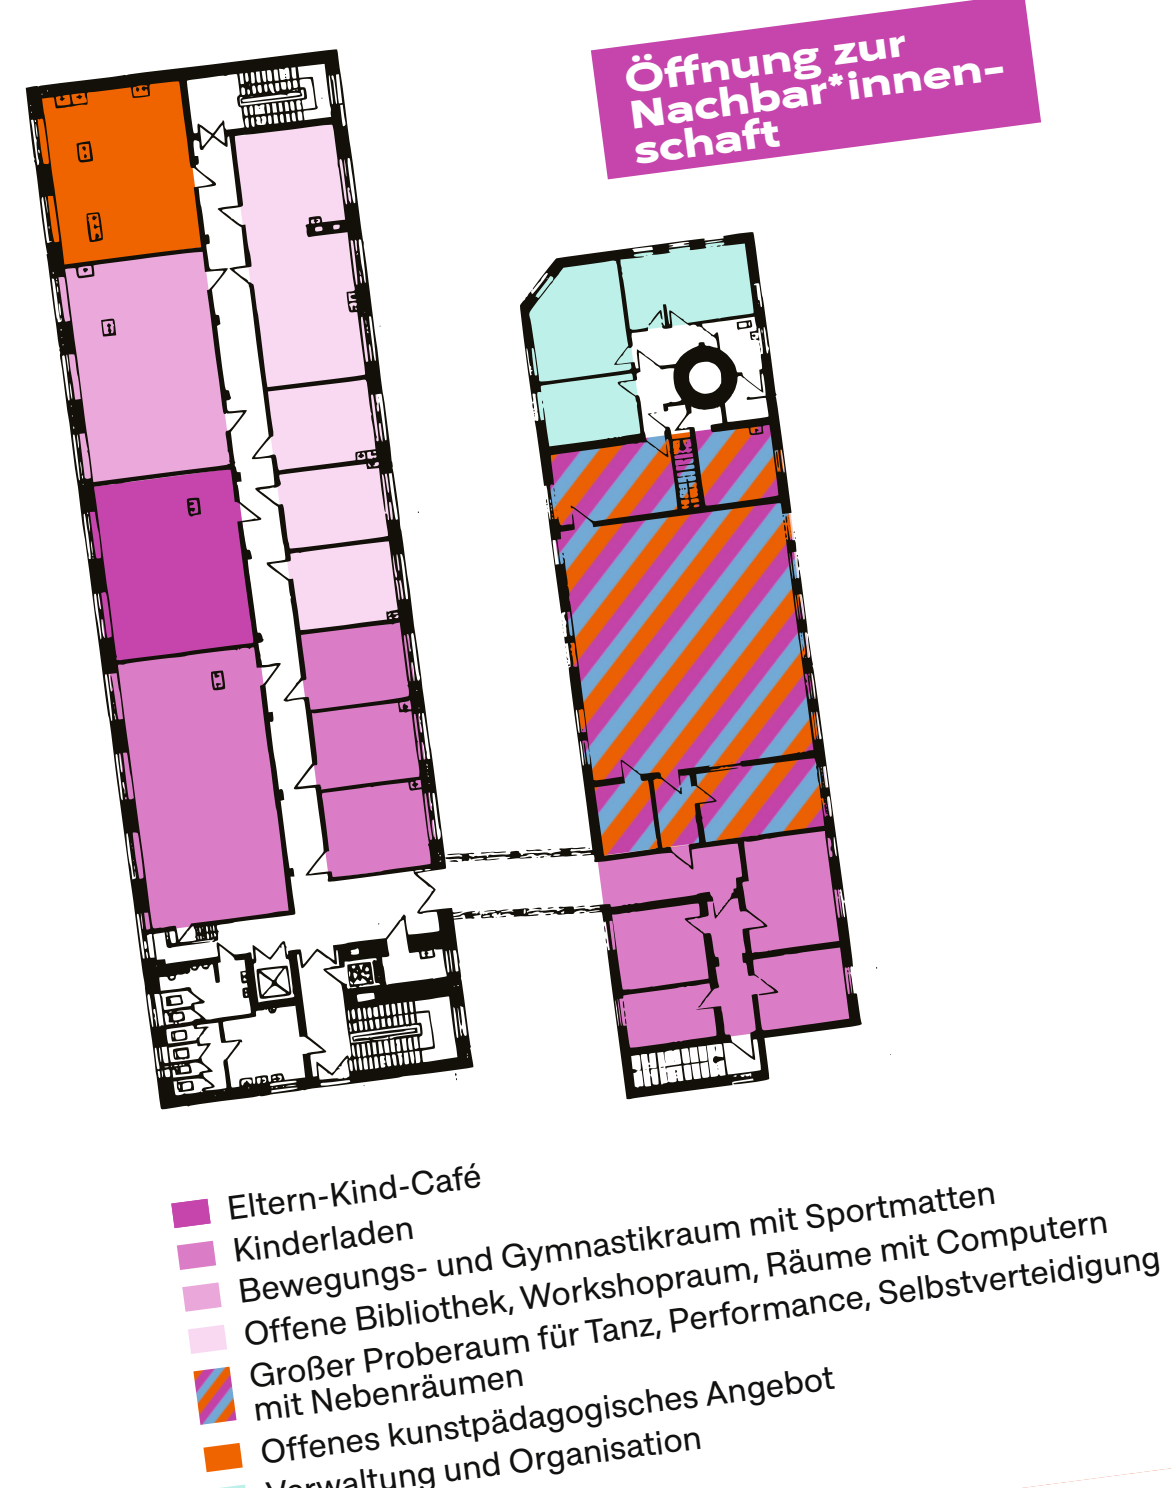 Öffnung zur
Nachbar*innen-
schaft
Eltern-Kind-Café
Kinderladen
Bewegungs- und Gymnastikraum mit Sportmatten
Offene Bibliothek, Workshopraum, Räume mit Computern
Großer Proberaum für Tanz, Performance, Selbstverteidigung
mit Nebenräumen
Offenes kunstpädagogisches Angebot
Verwaltung und Organisation